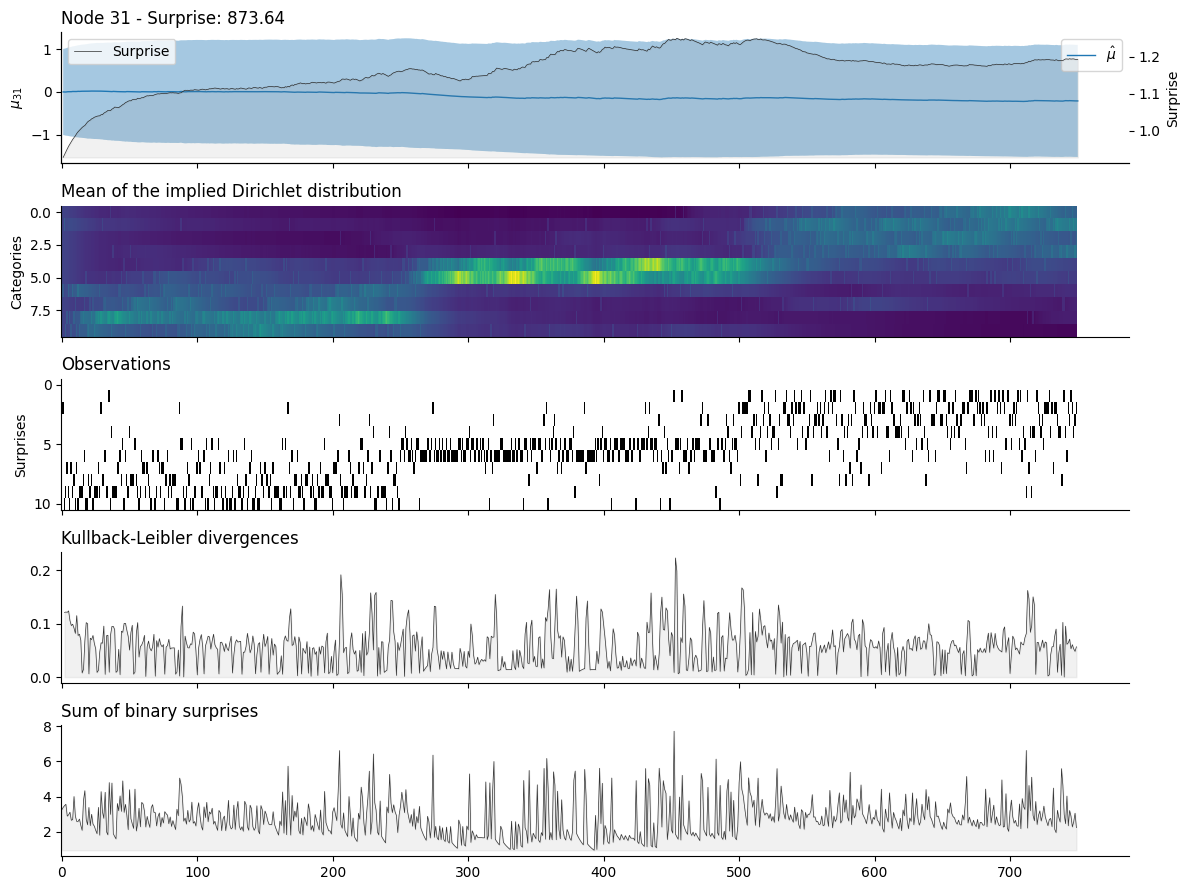 Node 31 - Surprise: 873.64
Surprise
μ̂
1
0
−1
μ31
1.2
1.1
1.0
Surprise
Mean of the implied Dirichlet distribution
0.0
2.5
5.0
7.5
Categories
Observations
0
5
10
Surprises
Kullback-Leibler divergences
0.2
0.1
0.0
Sum of binary surprises
8
6
4
2
0 100 200 300 400 500 600 700